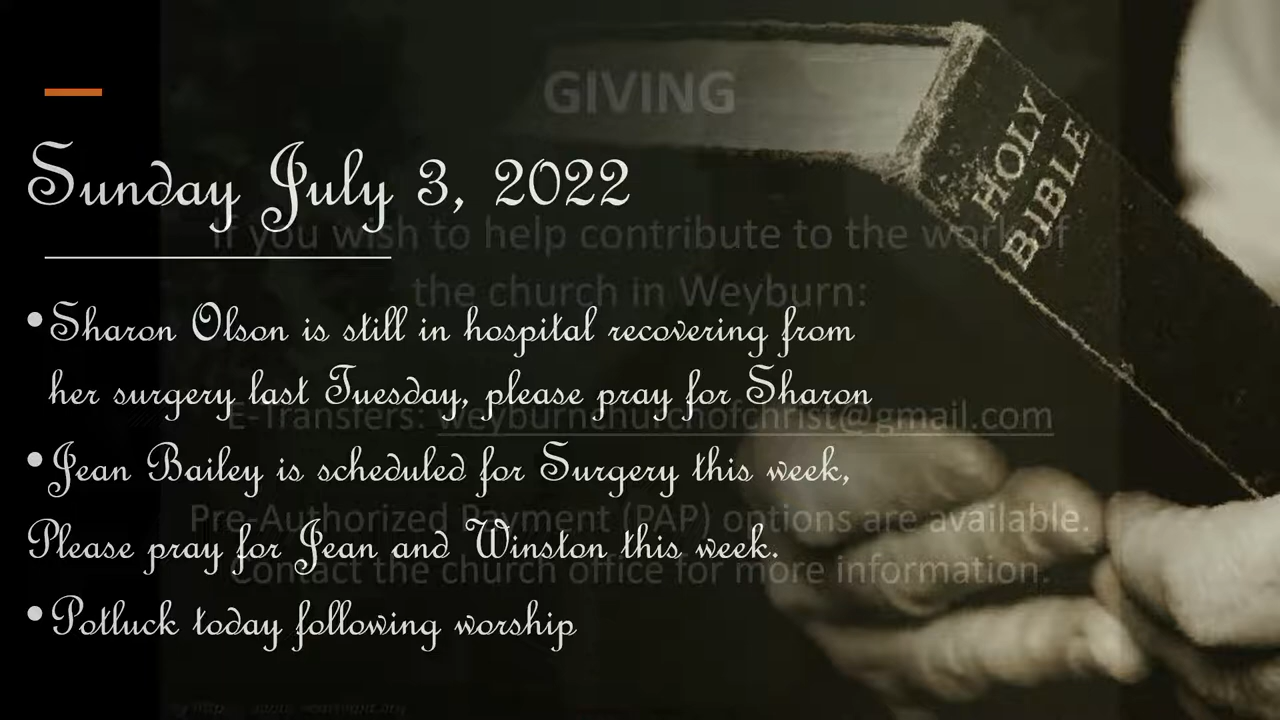 GIVING
HOLY
BIBLE
Sunday July 3, 2022
If you wish to help contribute to the work of
the church in Weyburn:
•Sharon Olson is still in hospital recovering from
her surgery last Tuesday, please pray for Sharon
E-Transfers: weyburnchurchofchrist@gmail.com
•Jean Bailey is scheduled for Surgery this week,
Pre-Authorized Payment (PAP) options are available.
Please pray for Jean and Winston this week.
Contact the church office for more information.
•Potluck today following worship